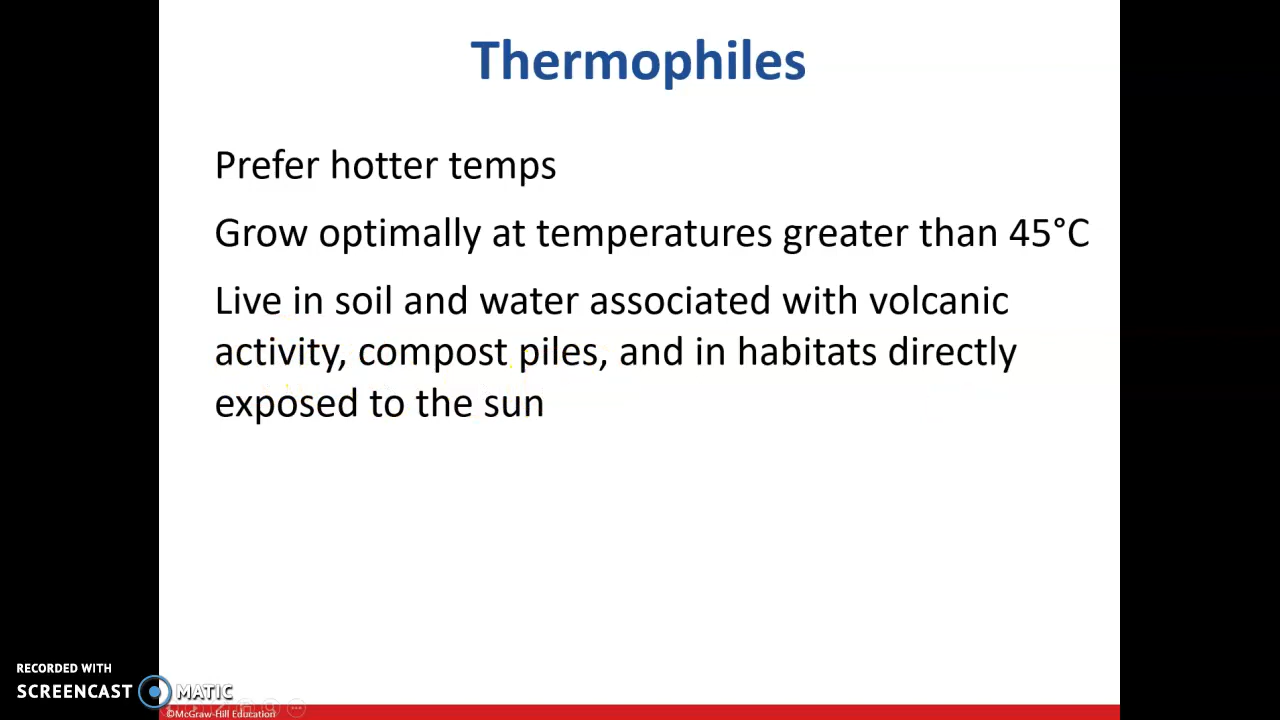 Thermophiles
Prefer hotter temps
Grow optimally at temperatures greater than 45°C
Live in soil and water associated with volcanic
activity, compost piles, and in habitats directly
exposed to the sun
RECORDED WITH
SCREENCAST MATIC
©McGraw-Hill Education